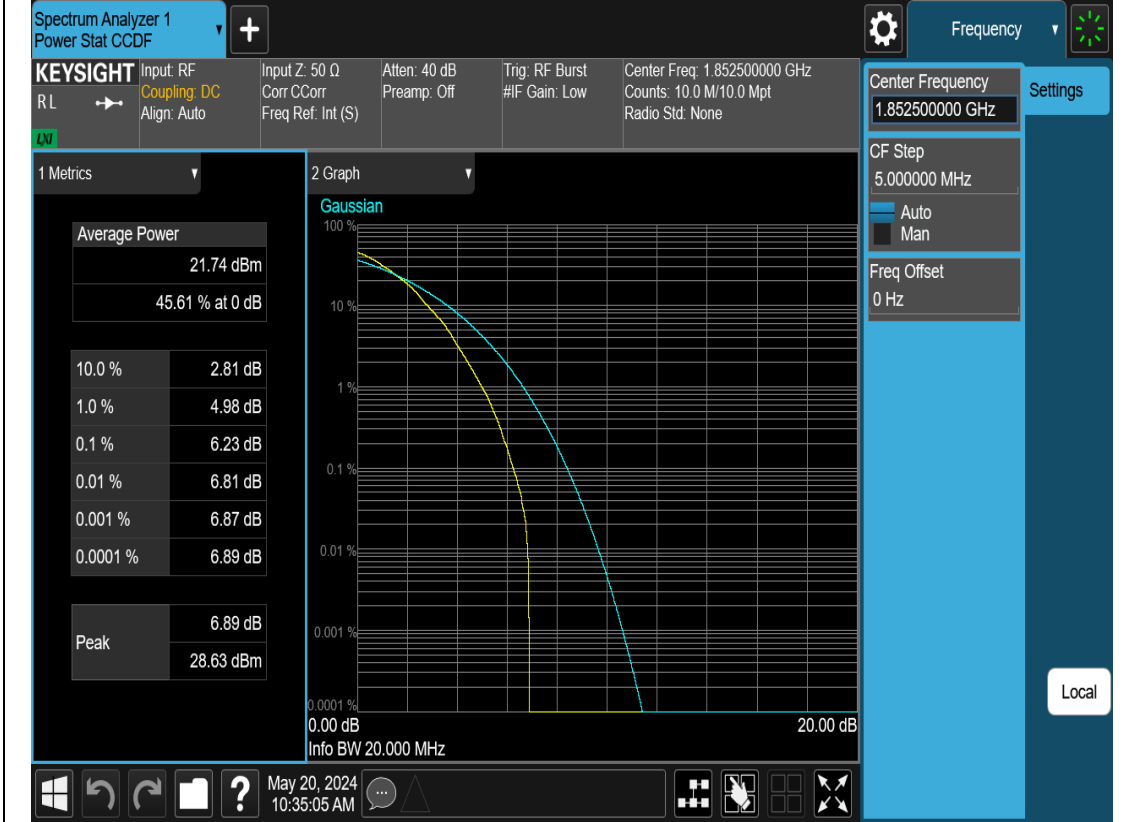 Spectrum Analyzer 1
Power Stat CCDF
Frequency
KEYSIGHT
RL
LXI
Input: RF
Coupling: DC
Align: Auto
Input Z: 50 Ω
Corr CCorr
Freq Ref: Int (S)
Atten: 40 dB
Preamp: Off
Trig: RF Burst
#IF Gain: Low
Center Freq: 1.852500000 GHz
Counts: 10.0 M/10.0 Mpt
Radio Std: None
1 Metrics
Average Power
21.74 dBm
45.61 % at 0 dB
10.0 % 2.81 dB
1.0 % 4.98 dB
0.1 % 6.23 dB
0.01 % 6.81 dB
0.001 % 6.87 dB
0.0001 % 6.89 dB
Peak
6.89 dB
28.63 dBm
2 Graph
Gaussian
100 %
10 %
1 %
0.1 %
0.01 %
0.001 %
0.0001 %
0.00 dB 20.00 dB
Info BW 20.000 MHz
Center Frequency
1.852500000 GHz
CF Step
5.000000 MHz
Auto
Man
Freq Offset
0 Hz
Settings
Local
?
May 20, 2024
10:35:05 AM